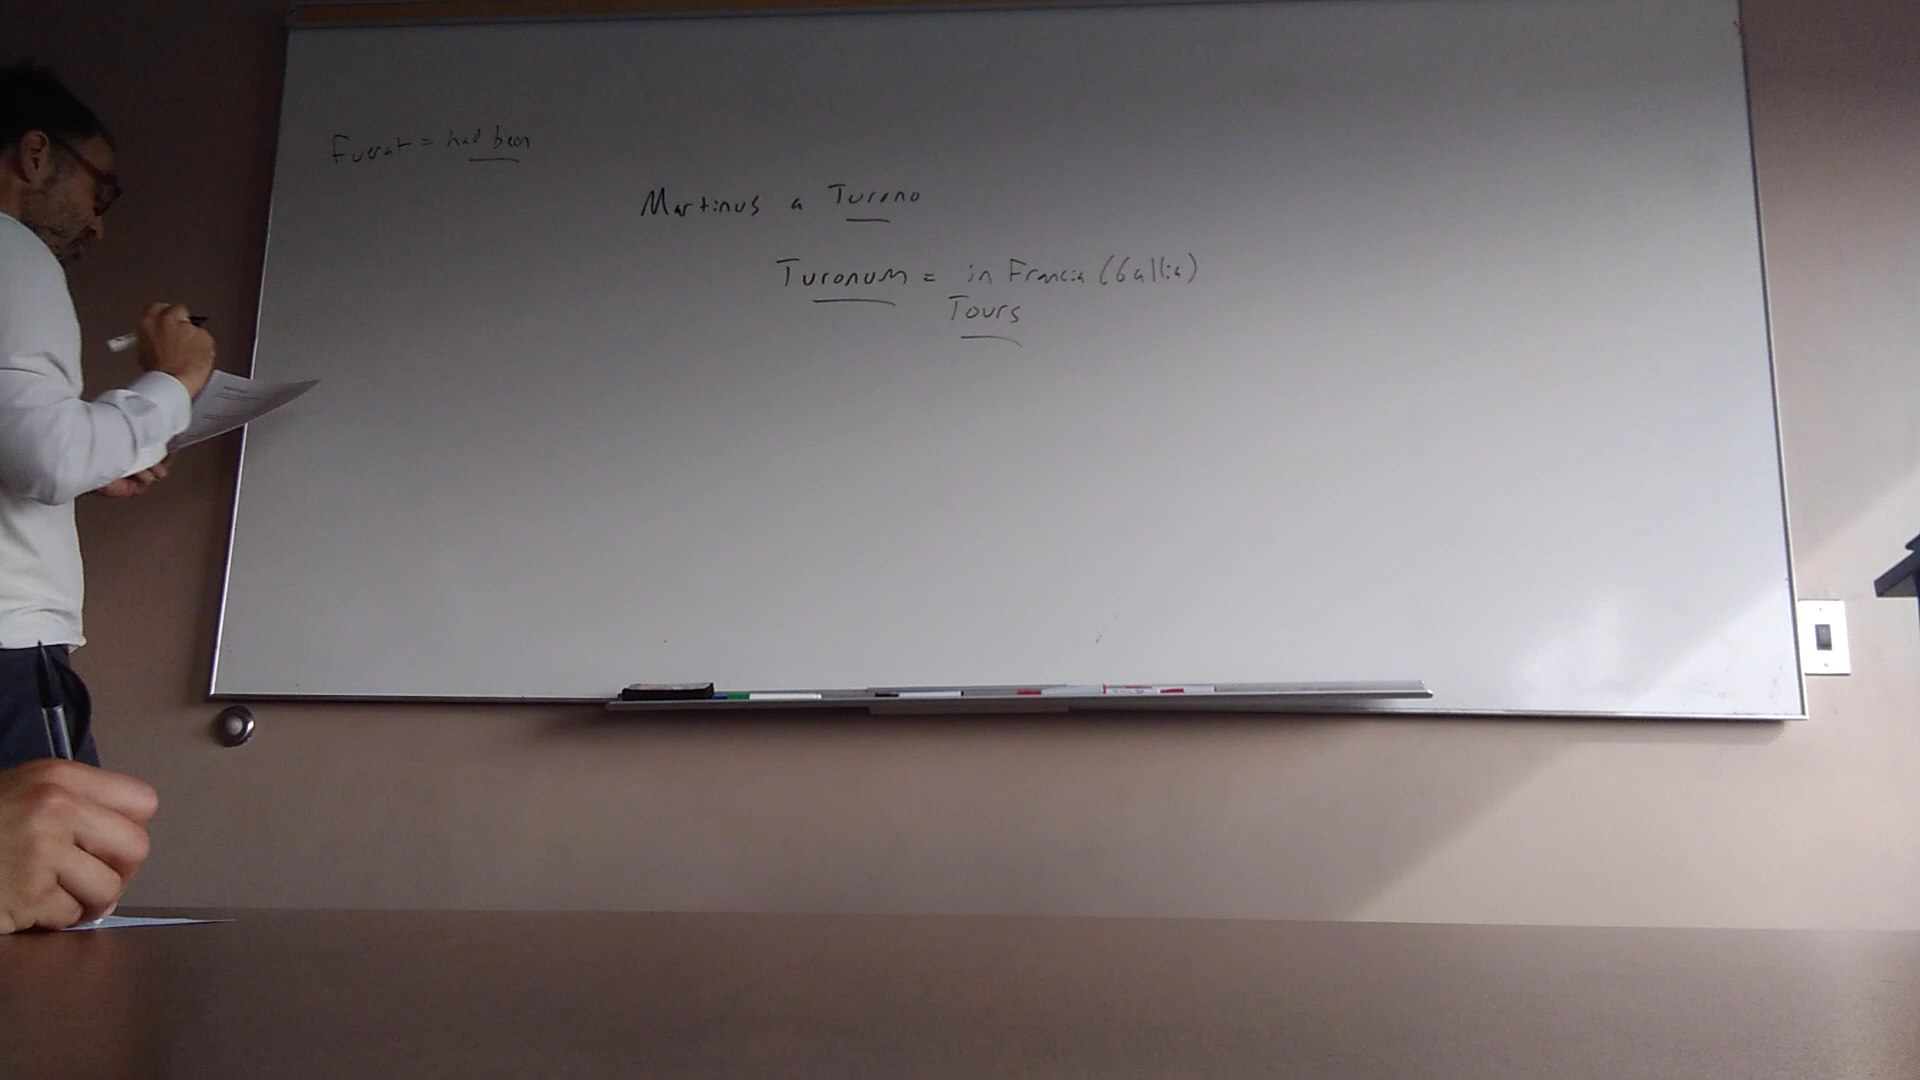 Fuerat = had been
Martinus a Turono
Turonum = in Francia (Gallia)
Tours